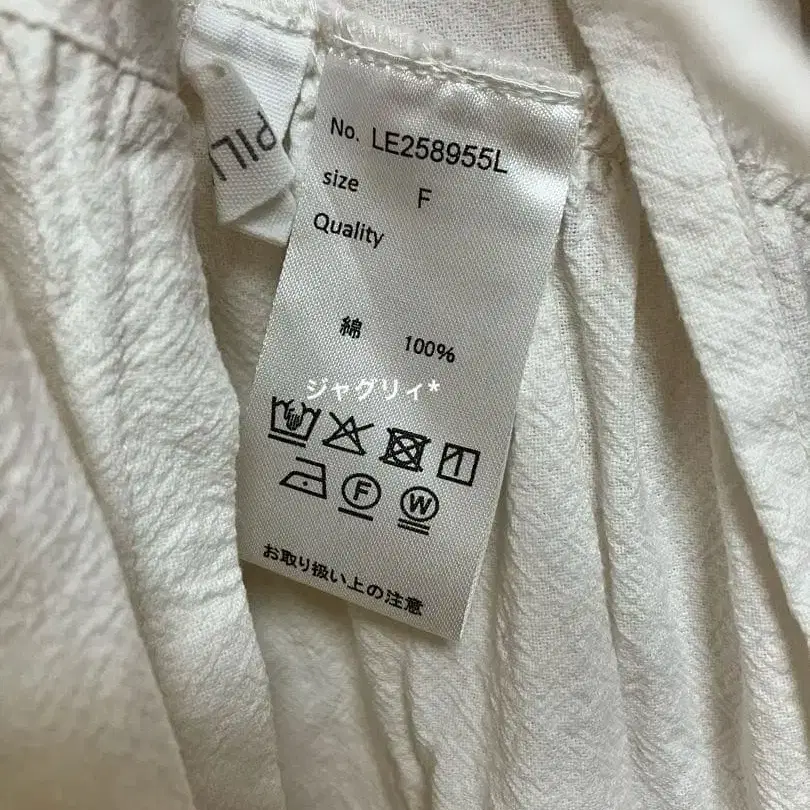 PIL
No. LE258955L
size F
Quality
綿 100%
ジャグリィ*
F W
お取り扱い上の注意